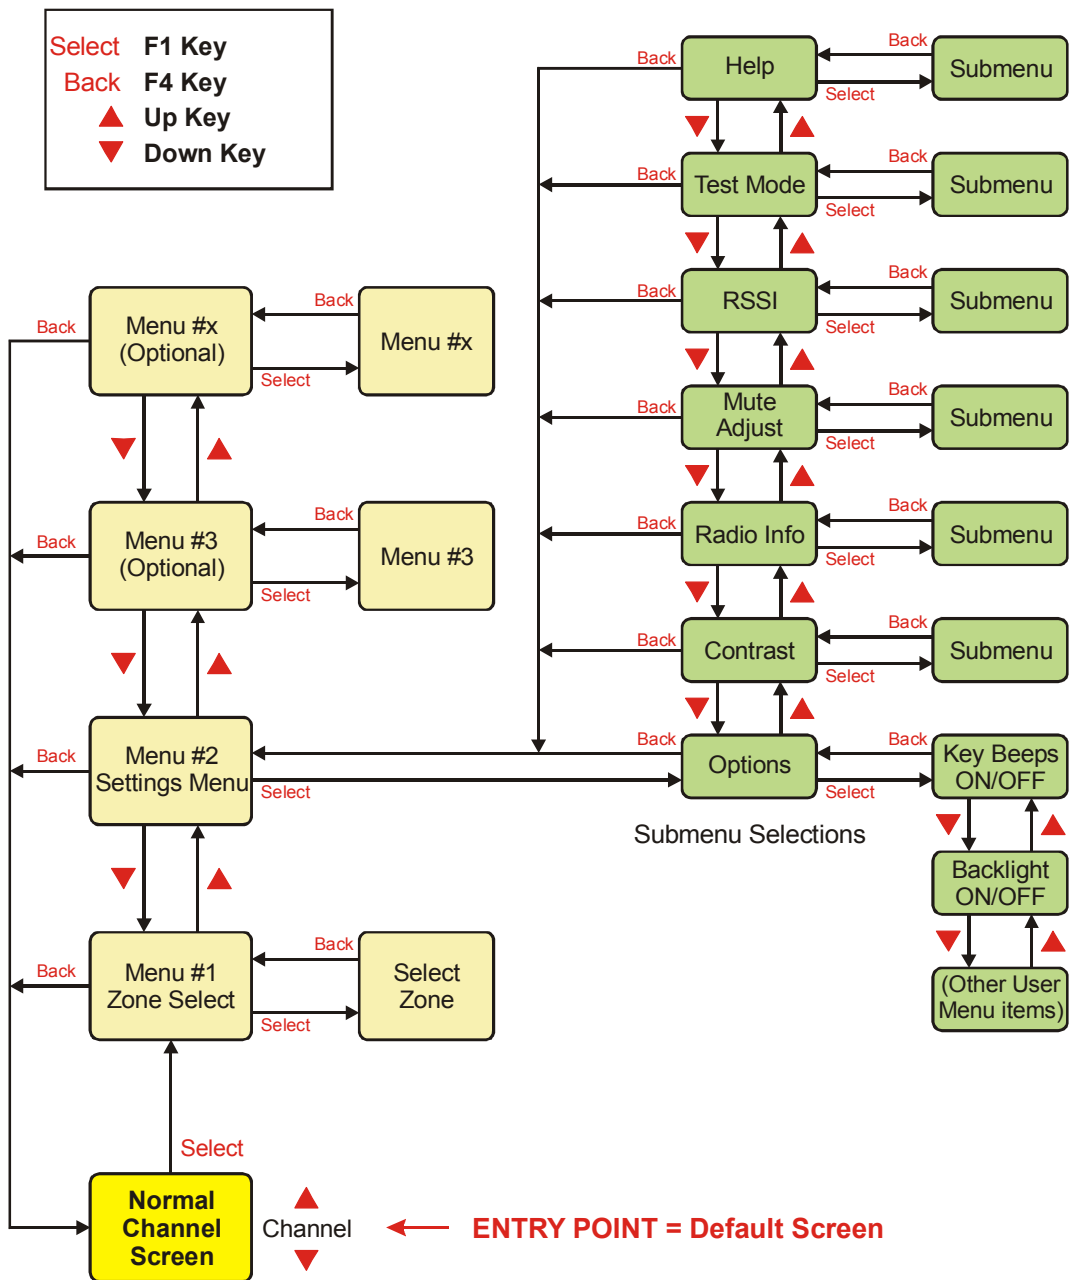 Select F1 Key
Back F4 Key
Up Key
Down Key
Back
Help
Back
Select
Submenu
Back
Test Mode
Back
Select
Submenu
Back
RSSI
Back
Select
Submenu
Back
Mute
Adjust
Back
Select
Submenu
Back
Radio Info
Back
Select
Submenu
Back
Contrast
Back
Select
Submenu
Back
Options
Back
Select
Key Beeps
ON/OFF
Backlight
ON/OFF
(Other User
Menu items)
Submenu Selections
Back
Menu #x
(Optional)
Back
Select
Menu #x
Back
Menu #3
(Optional)
Back
Select
Menu #3
Back
Menu #2
Settings Menu
Select
Back
Menu #1
Zone Select
Back
Select
Select
Zone
Select
Normal
Channel
Screen
Channel
ENTRY POINT = Default Screen